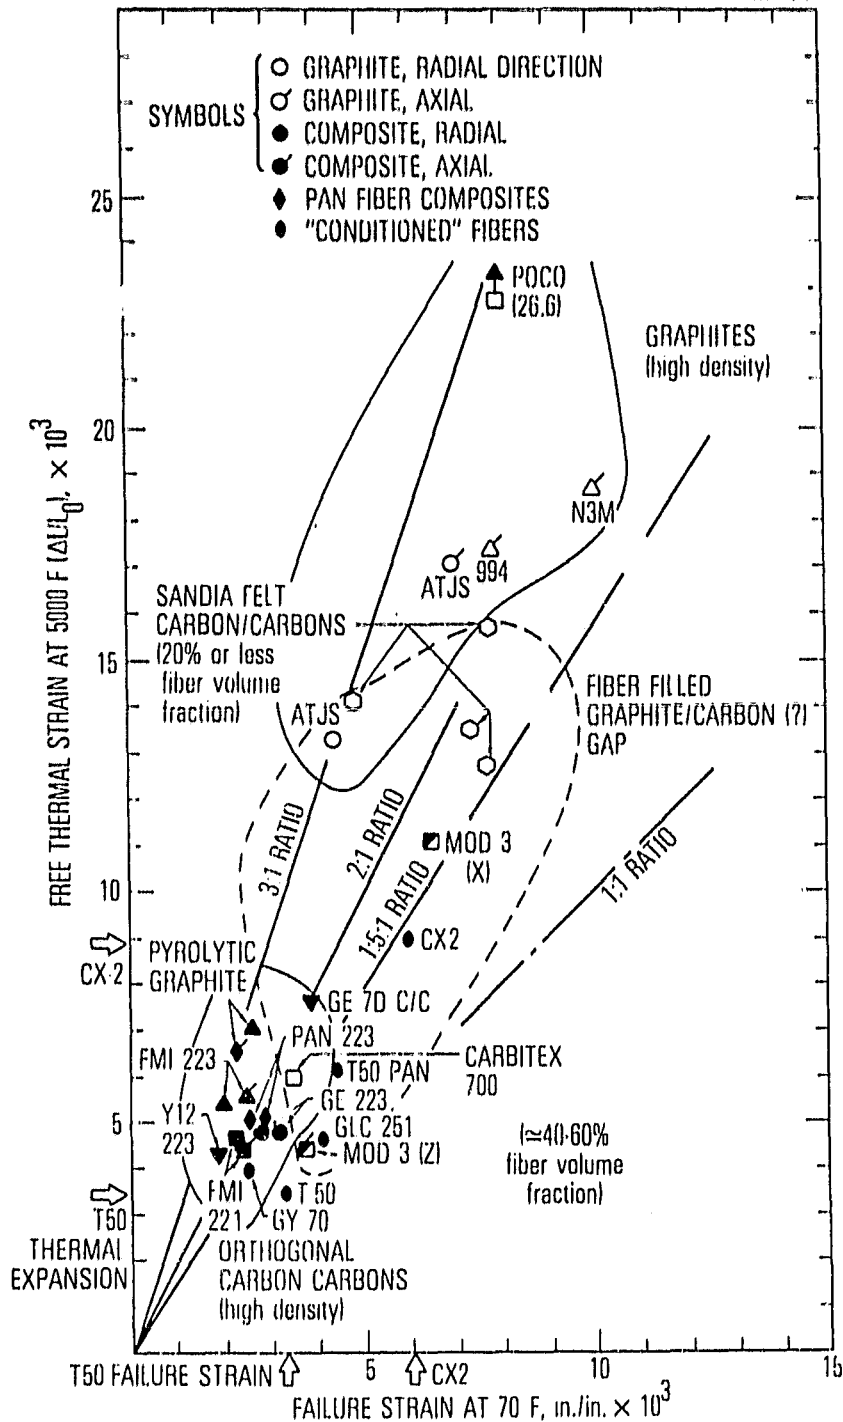 SYMBOLS
GRAPHITE, RADIAL DIRECTION
GRAPHITE, AXIAL
COMPOSITE, RADIAL
COMPOSITE, AXIAL
PAN FIBER COMPOSITES
"CONDITIONED" FIBERS
25
20
15
10
5
FREE THERMAL STRAIN AT 5000 F (ΔL/L0), × 10³
POCO
(26.6)
GRAPHITES
(high density)
N3M
994
ATJS
SANDIA FELT
CARBON/CARBONS
(20% or less
fiber volume
fraction)
ATJS
FIBER FILLED
GRAPHITE/CARBON (?)
GAP
3:1 RATIO
2:1 RATIO
1.5:1 RATIO
1:1 RATIO
MOD 3
(X)
CX2
CX-2
PYROLYTIC
GRAPHITE
GE 7D C/C
PAN 223
FMI 223
CARBITEX
700
T50 PAN
Y12
223
GE 223
GLC 251
MOD 3 (Z)
(≃40-60%
fiber volume
fraction)
FMI
221
T 50
GY 70
T50
THERMAL
EXPANSION
ORTHOGONAL
CARBON CARBONS
(high density)
5
10
15
T50 FAILURE STRAIN
CX2
FAILURE STRAIN AT 70 F, in./in. × 10³